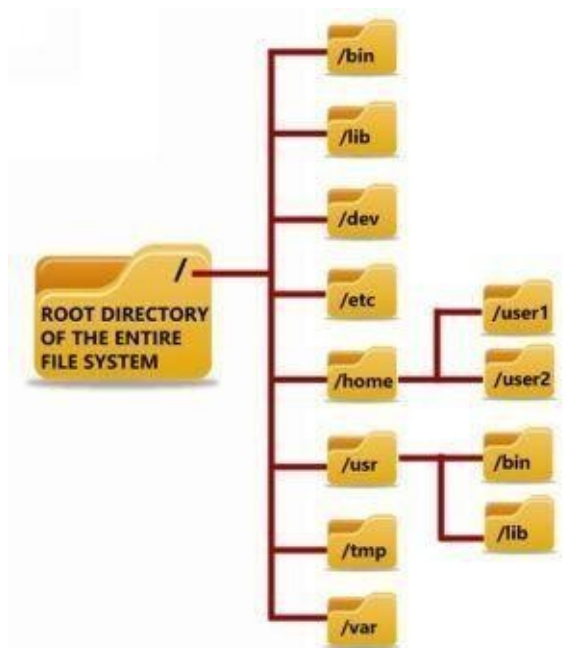 /bin
/lib
/dev
/
ROOT DIRECTORY
OF THE ENTIRE
FILE SYSTEM
/etc
/home
/user1
/user2
/usr
/bin
/lib
/tmp
/var